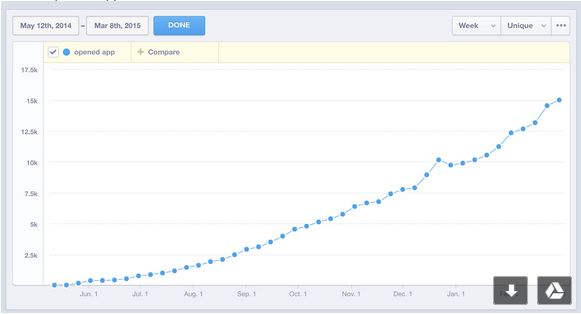 May 12th, 2014 – Mar 8th, 2015 DONE Week Unique
opened app + Compare
17.5k
15k
12.5k
10k
7.5k
5k
2.5k
Jun. 1 Jul. 1 Aug. 1 Sep. 1 Oct. 1 Nov. 1 Dec. 1 Jan. 1